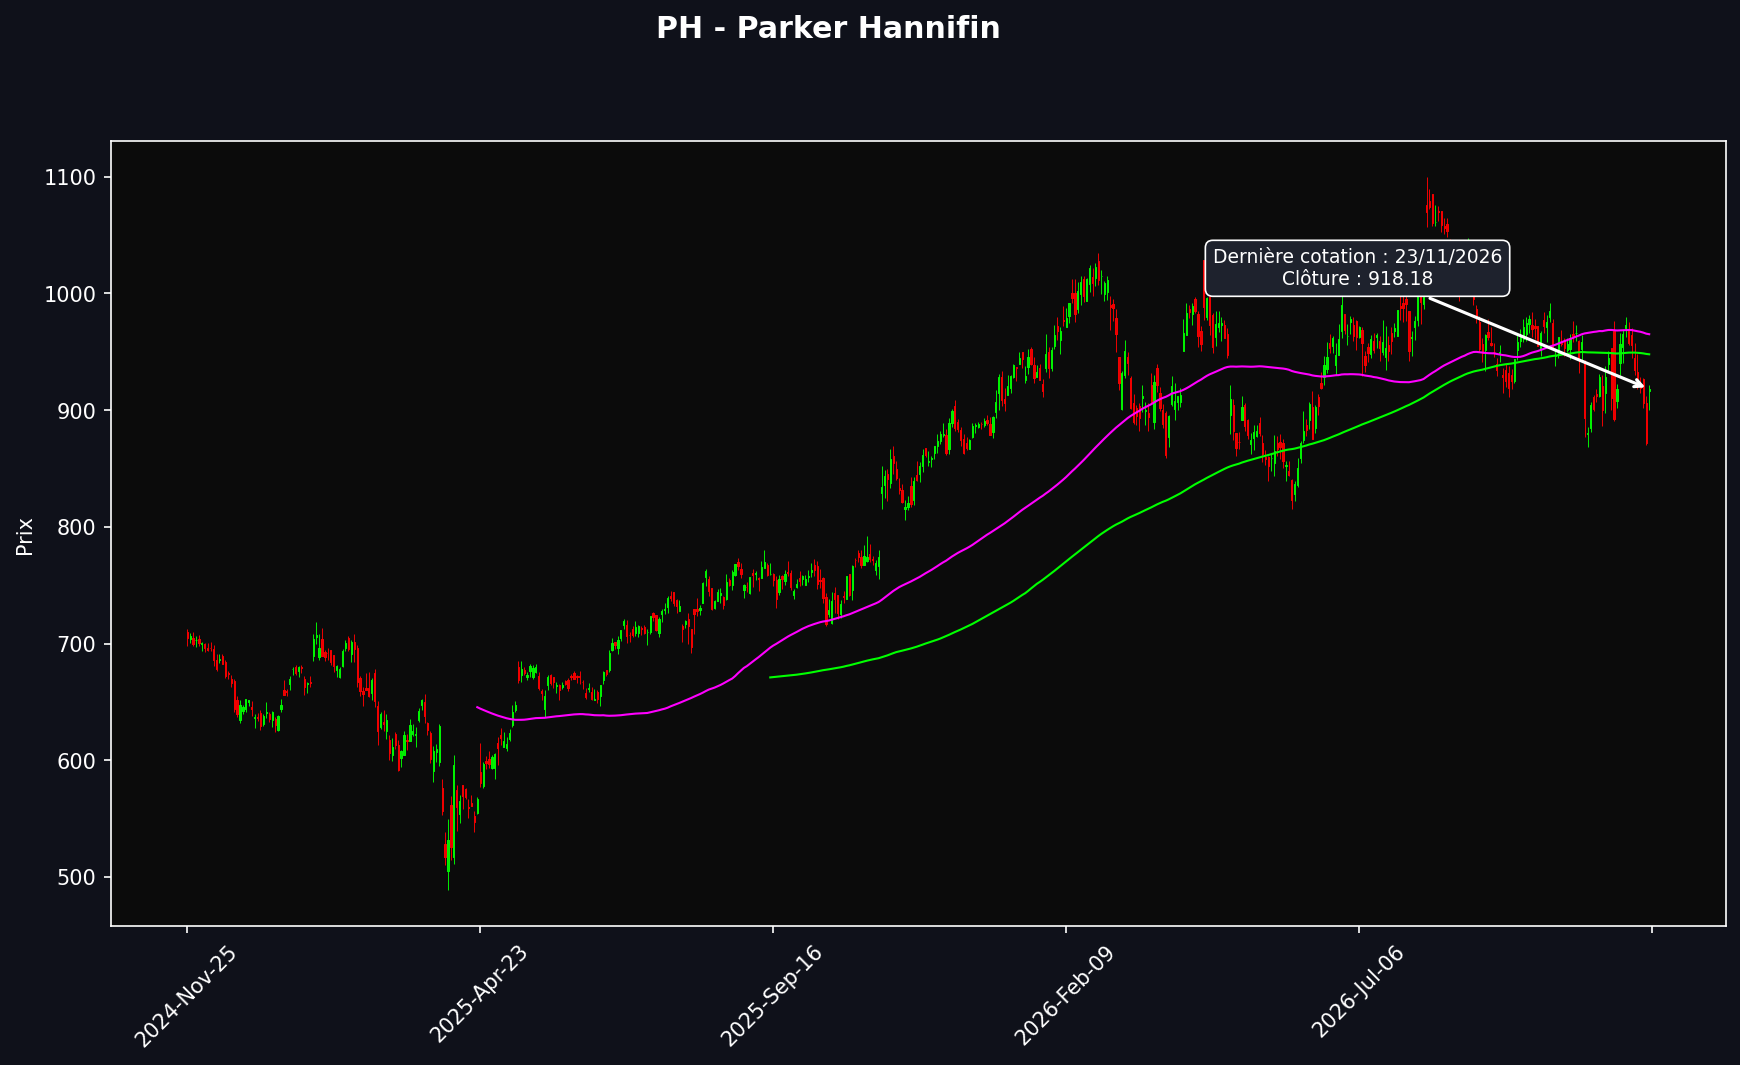 PH - Parker Hannifin
1100
1000
900
800
700
600
500
Prix
Dernière cotation : 23/11/2026
Clôture : 918.18
2024-Nov-25
2025-Apr-23
2025-Sep-16
2026-Feb-09
2026-Jul-06